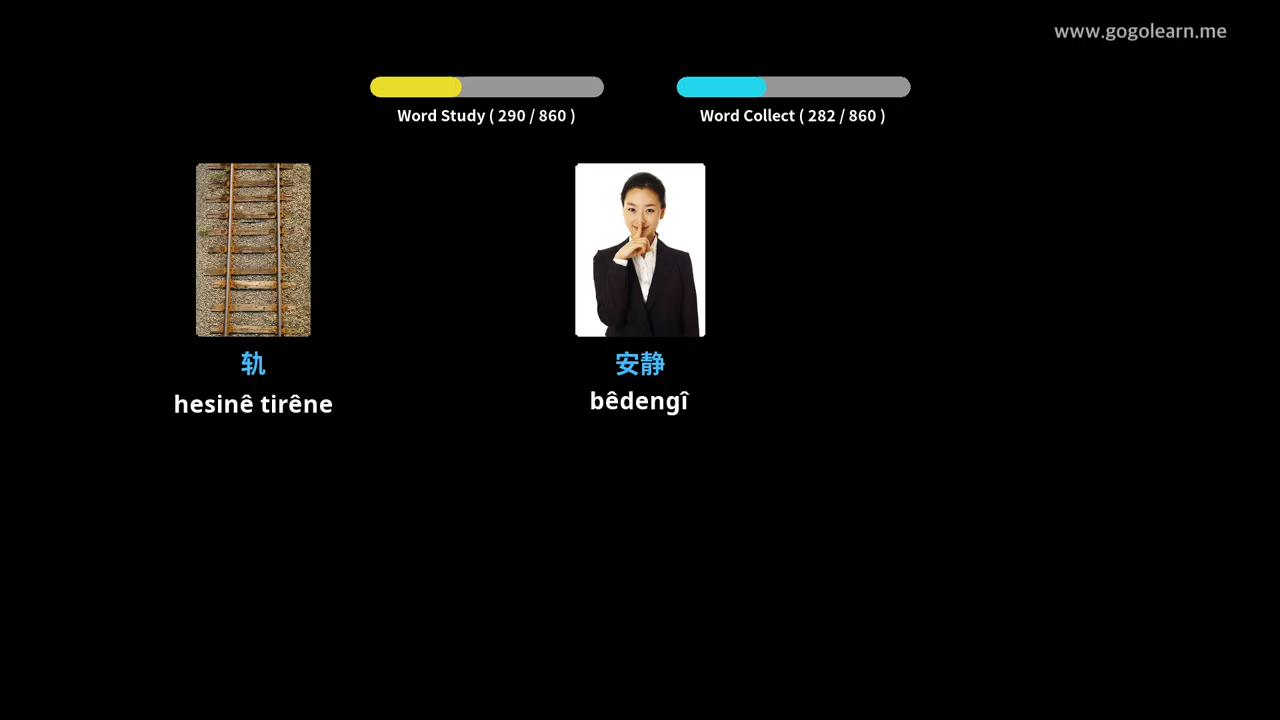 www.gogolearn.me
Word Study ( 290 / 860 )
Word Collect ( 282 / 860 )
轨
安静
hesinê tirêne
bêdengî